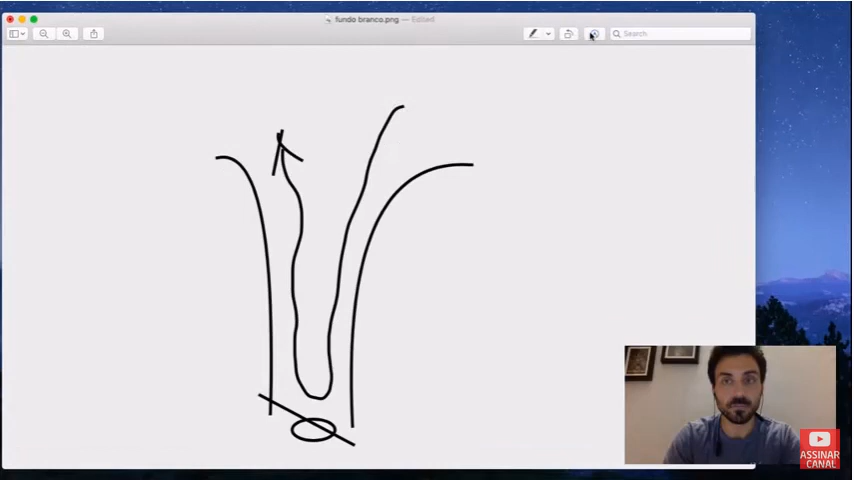 fundo branco.png — Edited
Search
ASSINAR
CANAL